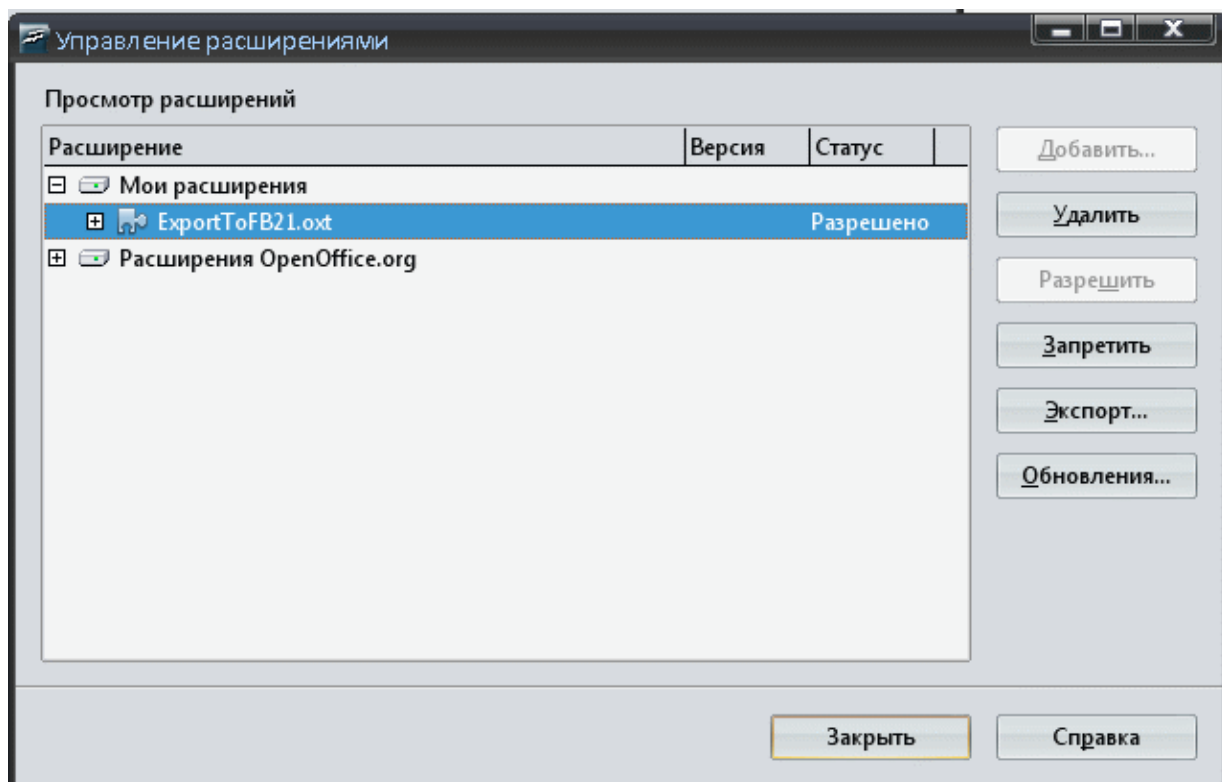 Управление расширениями
Просмотр расширений
Расширение Версия Статус
Добавить...
Мои расширения
ExportToFB21.oxt Разрешено
Удалить
Расширения OpenOffice.org
Разрешить
Запретить
Экспорт...
Обновления...
Закрыть Справка